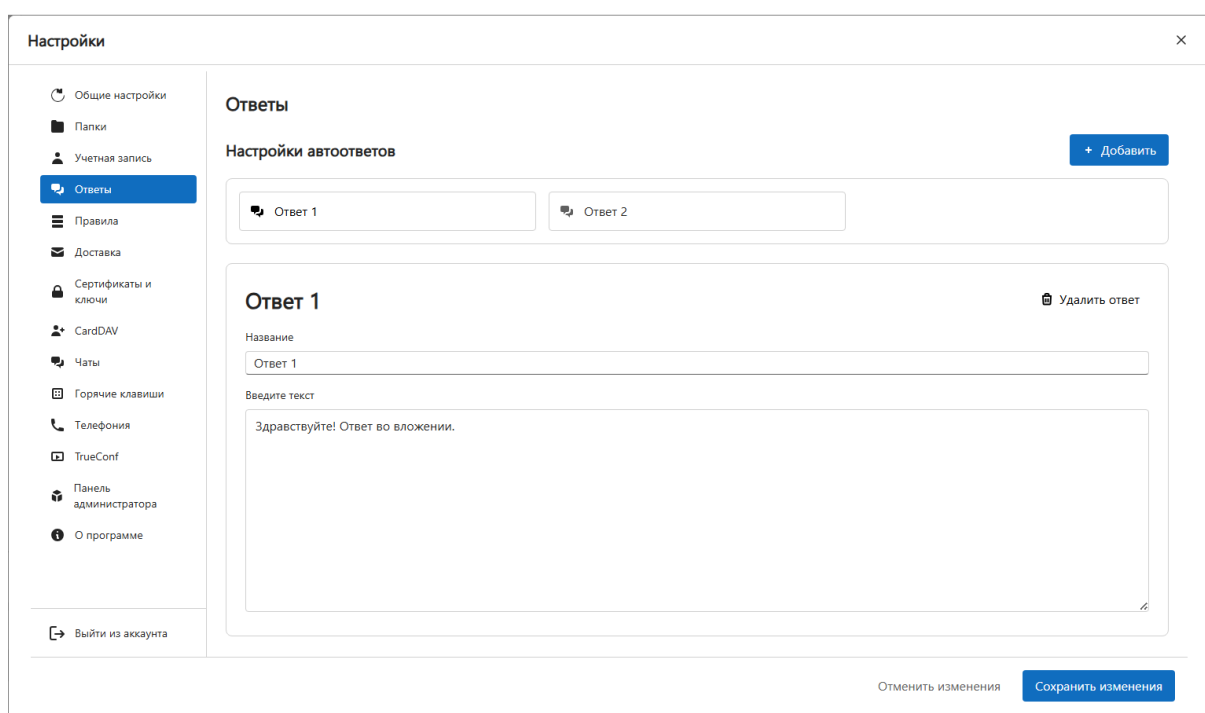 Настройки
Общие настройки
Папки
Учетная запись
Ответы
Правила
Доставка
Сертификаты и
ключи
CardDAV
Чаты
Горячие клавиши
Телефония
TrueConf
Панель
администратора
О программе
Выйти из аккаунта
Ответы
Настройки автоответов
+ Добавить
Ответ 1
Ответ 2
Ответ 1
Удалить ответ
Название
Ответ 1
Введите текст
Здравствуйте! Ответ во вложении.
Отменить изменения
Сохранить изменения